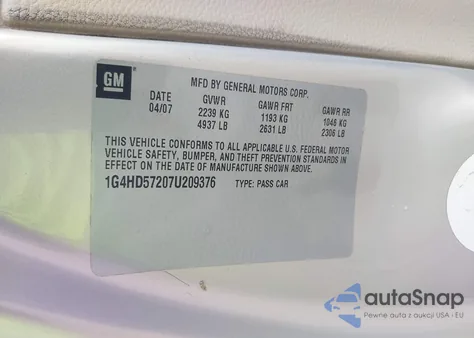 GM
MFD BY GENERAL MOTORS CORP.
DATE GVWR GAWR FRT GAWR RR
04/07 2239 KG 1193 KG 1046 KG
4937 LB 2631 LB 2306 LB
THIS VEHICLE CONFORMS TO ALL APPLICABLE U.S. FEDERAL MOTOR
VEHICLE SAFETY, BUMPER, AND THEFT PREVENTION STANDARDS IN
EFFECT ON THE DATE OF MANUFACTURE SHOWN ABOVE.
1G4HD57207U209376 TYPE: PASS CAR
autoSnap
Pewne auta z aukcji USA - EU